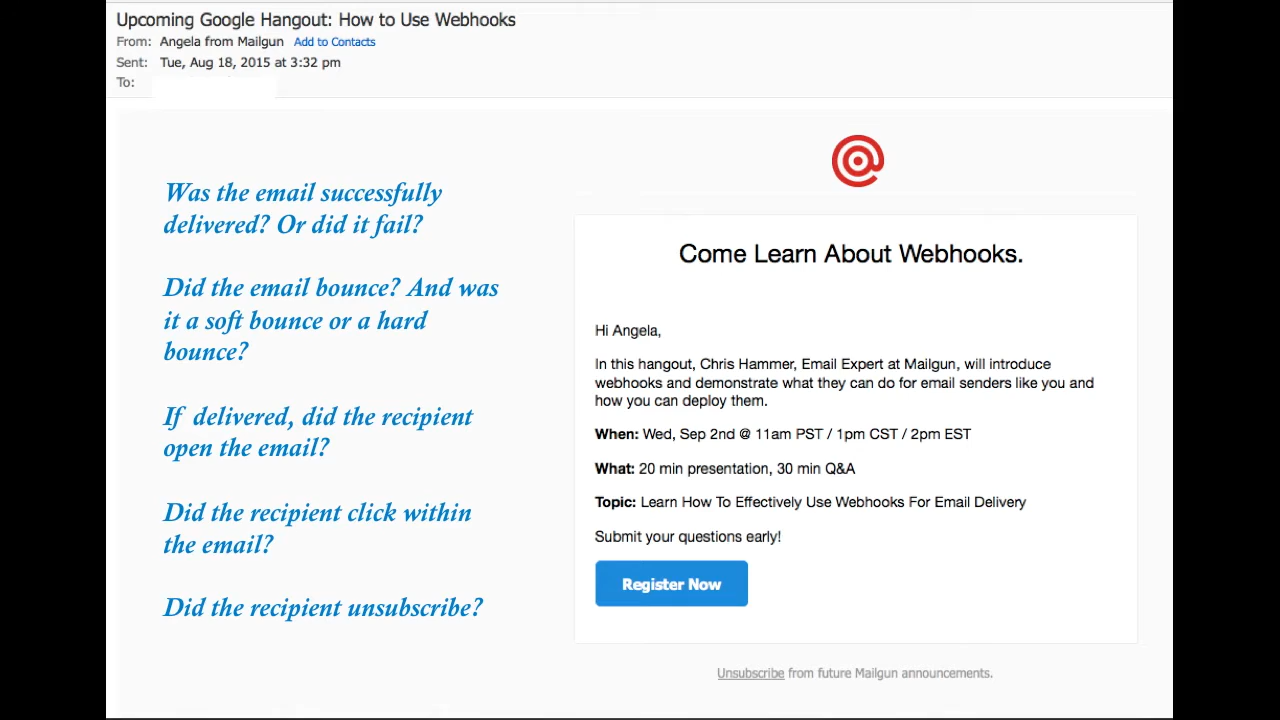 Upcoming Google Hangout: How to Use Webhooks
From: Angela from Mailgun Add to Contacts
Sent: Tue, Aug 18, 2015 at 3:32 pm
To:
Was the email successfully
delivered? Or did it fail?
Did the email bounce? And was
it a soft bounce or a hard
bounce?
If delivered, did the recipient
open the email?
Did the recipient click within
the email?
Did the recipient unsubscribe?
Come Learn About Webhooks.
Hi Angela,
In this hangout, Chris Hammer, Email Expert at Mailgun, will introduce
webhooks and demonstrate what they can do for email senders like you and
how you can deploy them.
When: Wed, Sep 2nd @ 11am PST / 1pm CST / 2pm EST
What: 20 min presentation, 30 min Q&A
Topic: Learn How To Effectively Use Webhooks For Email Delivery
Submit your questions early!
Register Now
Unsubscribe from future Mailgun announcements.